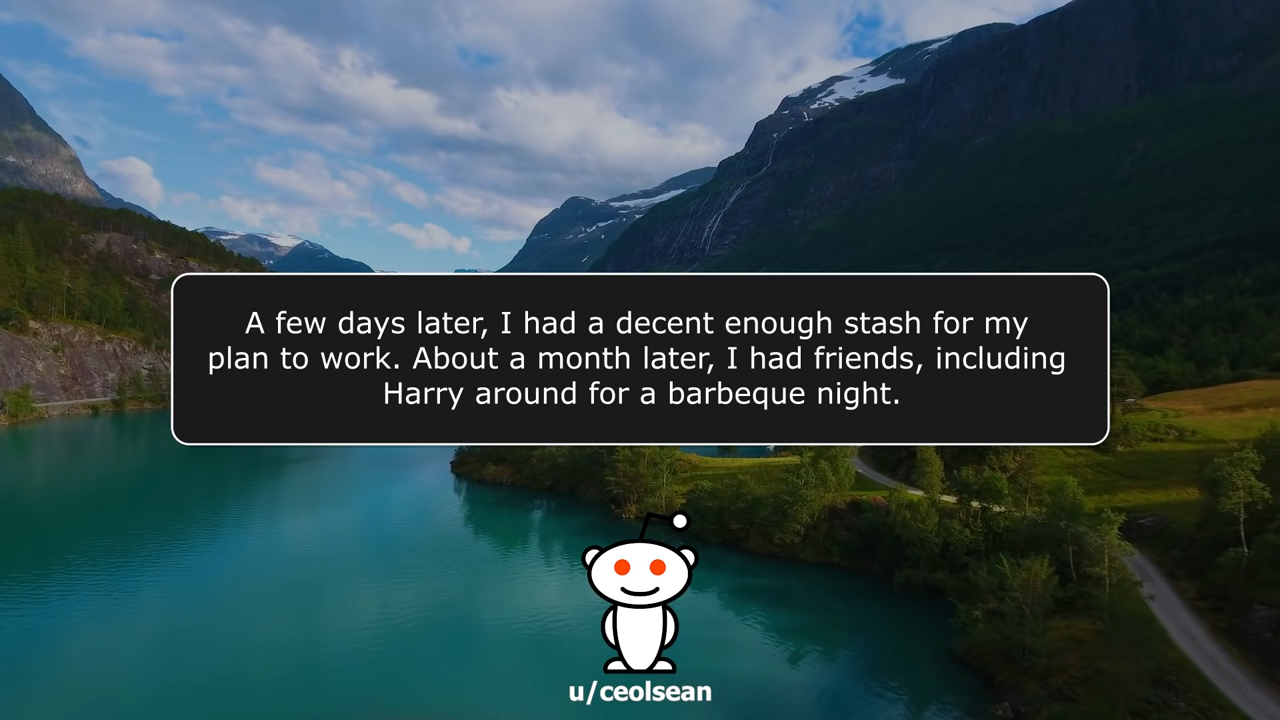 A few days later, I had a decent enough stash for my
plan to work. About a month later, I had friends, including
Harry around for a barbeque night.
u/ceolsean